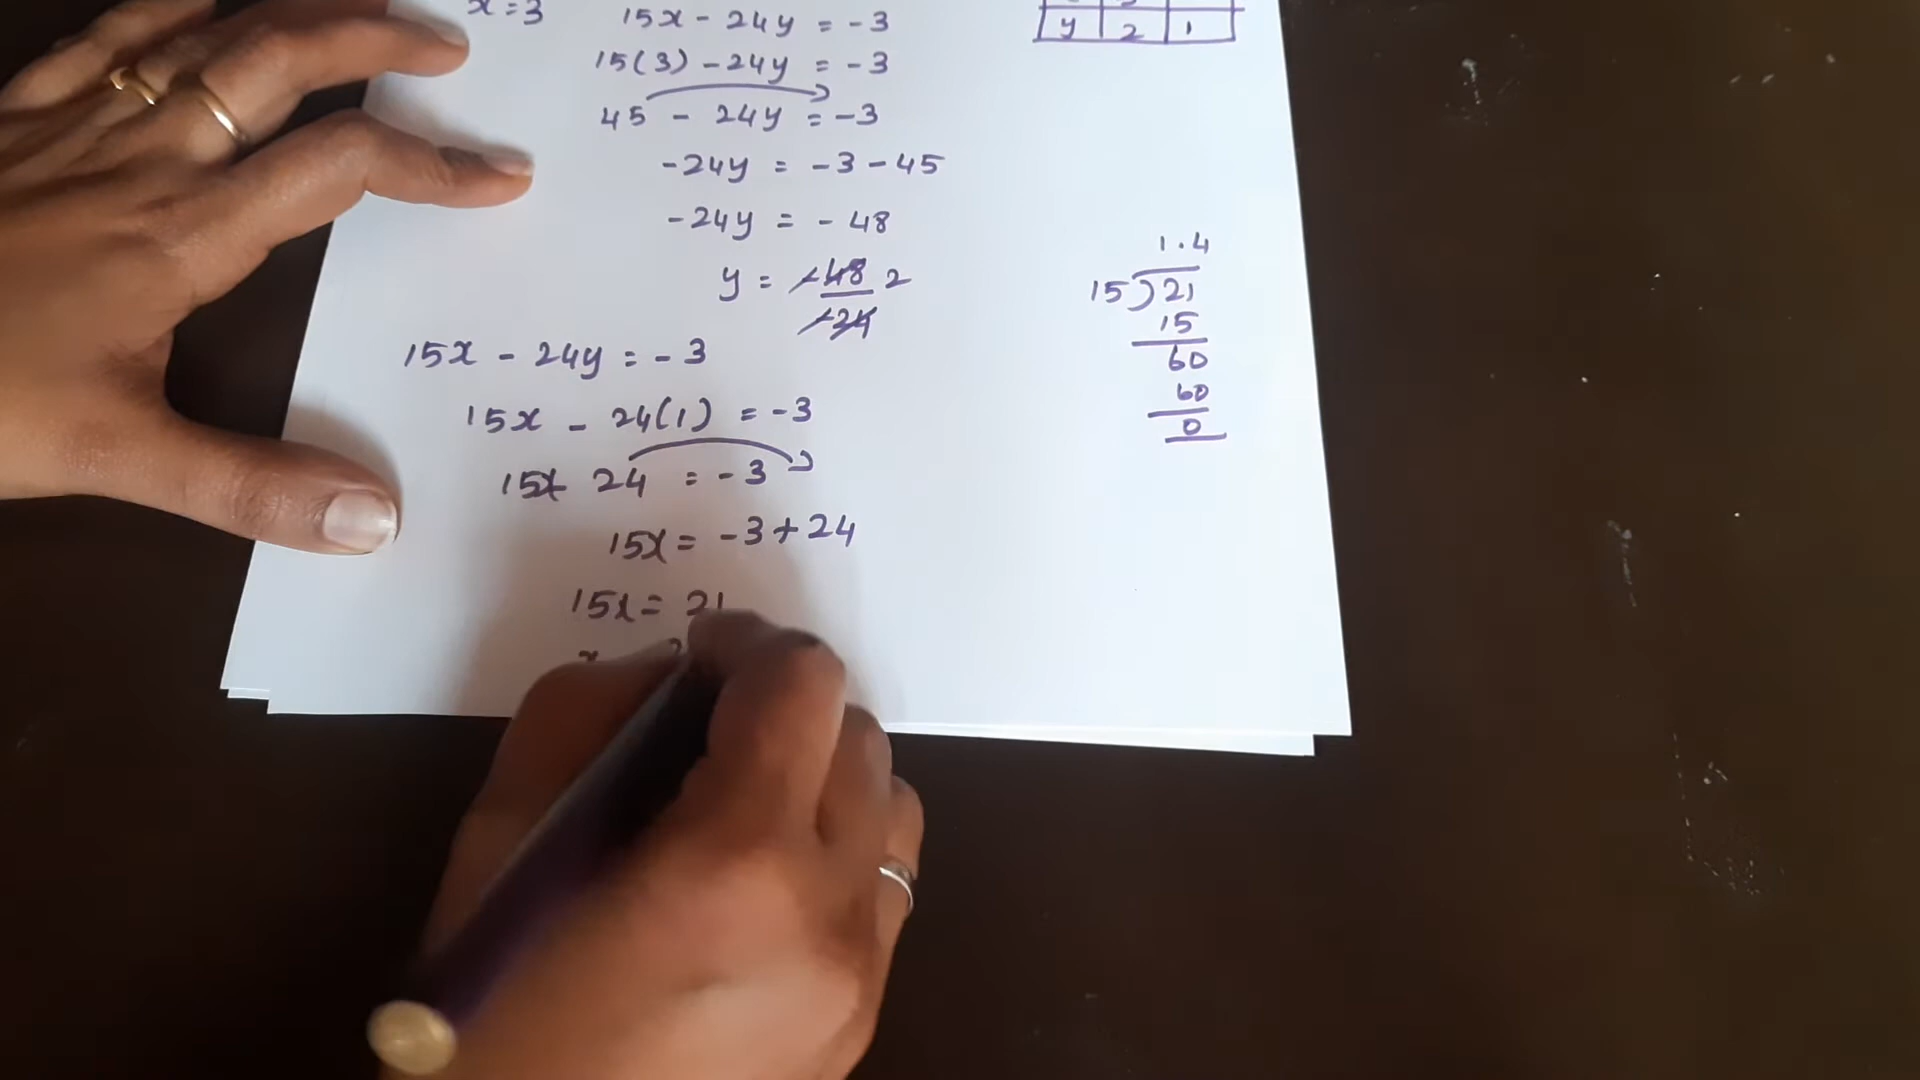 x = 3
15x - 24y = -3
15(3) - 24y = -3
45 - 24y = -3
-24y = -3 - 45
-24y = - 48
y = -48/-24 2
15x - 24y = - 3
15x - 24(1) = -3
15x - 24 = -3
15x = -3 + 24
15x = 21
y 2 1
1.4
15)21
15
60
60
0